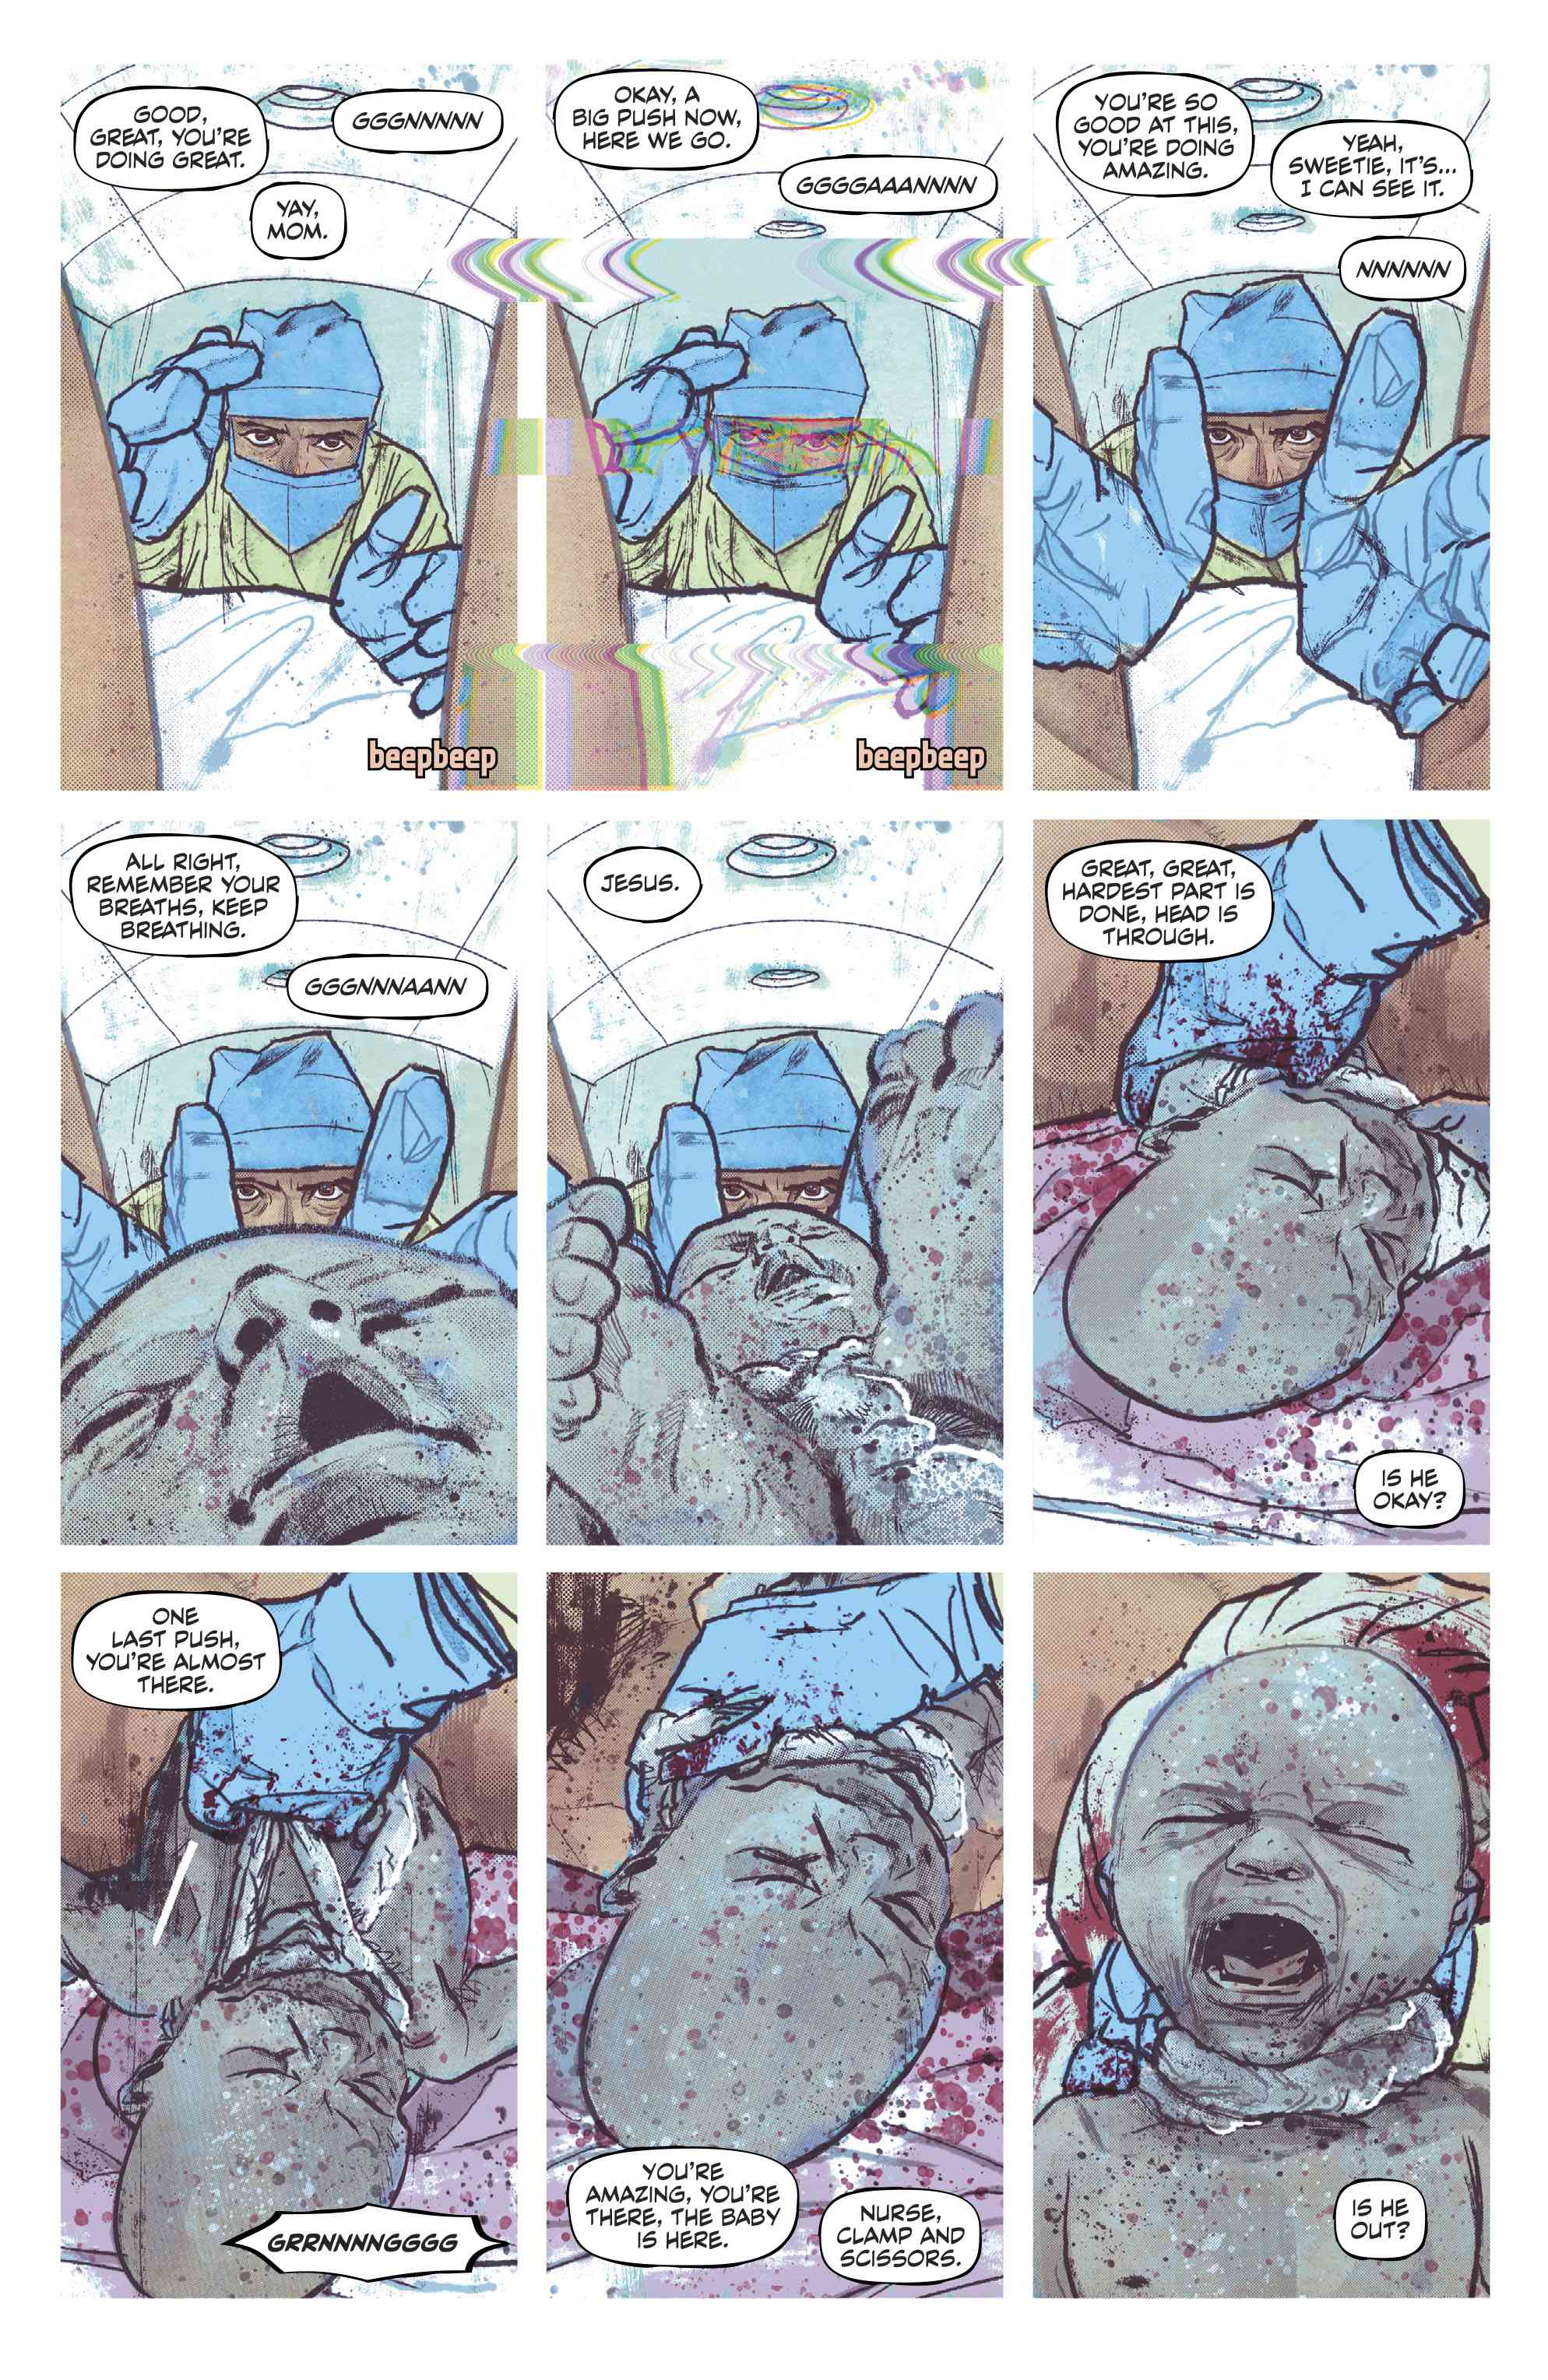 GOOD,
GREAT, YOU'RE
DOING GREAT.
GGGNNNNN
YAY,
MOM.
beepbeep
OKAY, A
BIG PUSH NOW,
HERE WE GO.
GGGGAAANNNN
beepbeep
YOU'RE SO
GOOD AT THIS,
YOU'RE DOING
AMAZING.
YEAH,
SWEETIE, IT'S...
I CAN SEE IT.
NNNNNN
ALL RIGHT,
REMEMBER YOUR
BREATHS, KEEP
BREATHING.
GGGNNNAANN
JESUS.
GREAT, GREAT,
HARDEST PART IS
DONE, HEAD IS
THROUGH.
IS HE
OKAY?
ONE
LAST PUSH,
YOU'RE ALMOST
THERE.
GRRNNNNGGGG
YOU'RE
AMAZING, YOU'RE
THERE, THE BABY
IS HERE.
NURSE,
CLAMP AND
SCISSORS.
IS HE
OUT?